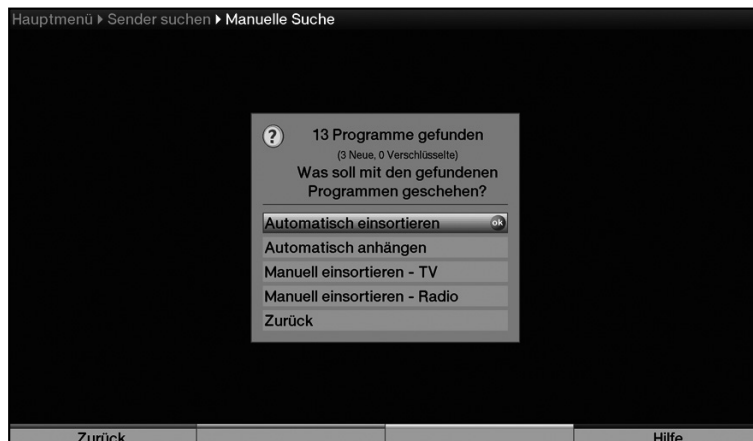 Hauptmenü ▸ Sender suchen ▸ Manuelle Suche
? 13 Programme gefunden
(3 Neue, 0 Verschlüsselte)
Was soll mit den gefundenen
Programmen geschehen?
Automatisch einsortieren ok
Automatisch anhängen
Manuell einsortieren - TV
Manuell einsortieren - Radio
Zurück
Zurück Hilfe